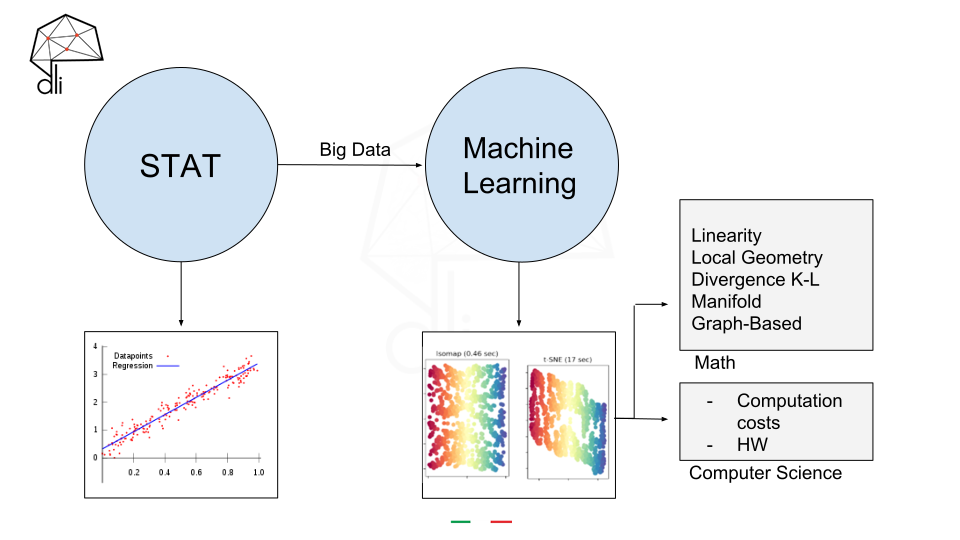 dli
STAT
Big Data
Machine
Learning
Linearity
Local Geometry
Divergence K-L
Manifold
Graph-Based
Math
- Computation
costs
- HW
Computer Science
4
3
2
1
0
Datapoints
Regression
0.2 0.4 0.6 0.8 1.0
Isomap (0.46 sec)
t-SNE (17 sec)
dli